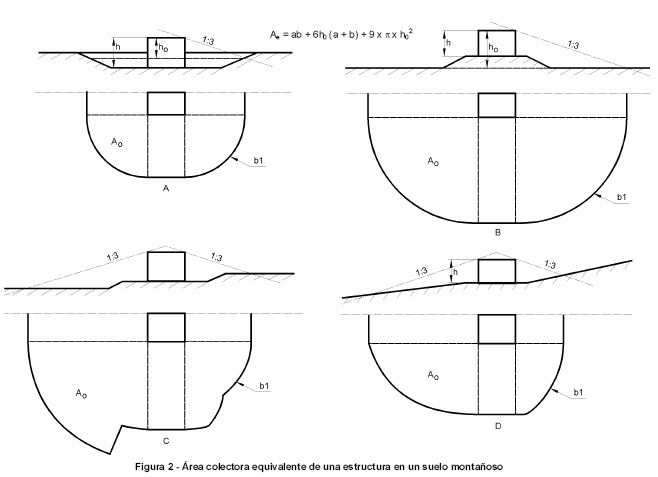 Aₑ = ab + 6h₀ (a + b) + 9 x π x h₀²
h
h₀
1:3
A₀
b1
A
h
h₀
1:3
A₀
b1
B
1:3
1:3
A₀
b1
C
1:3
h
1:3
A₀
b1
D
Figura 2 - Área colectora equivalente de una estructura en un suelo montañoso